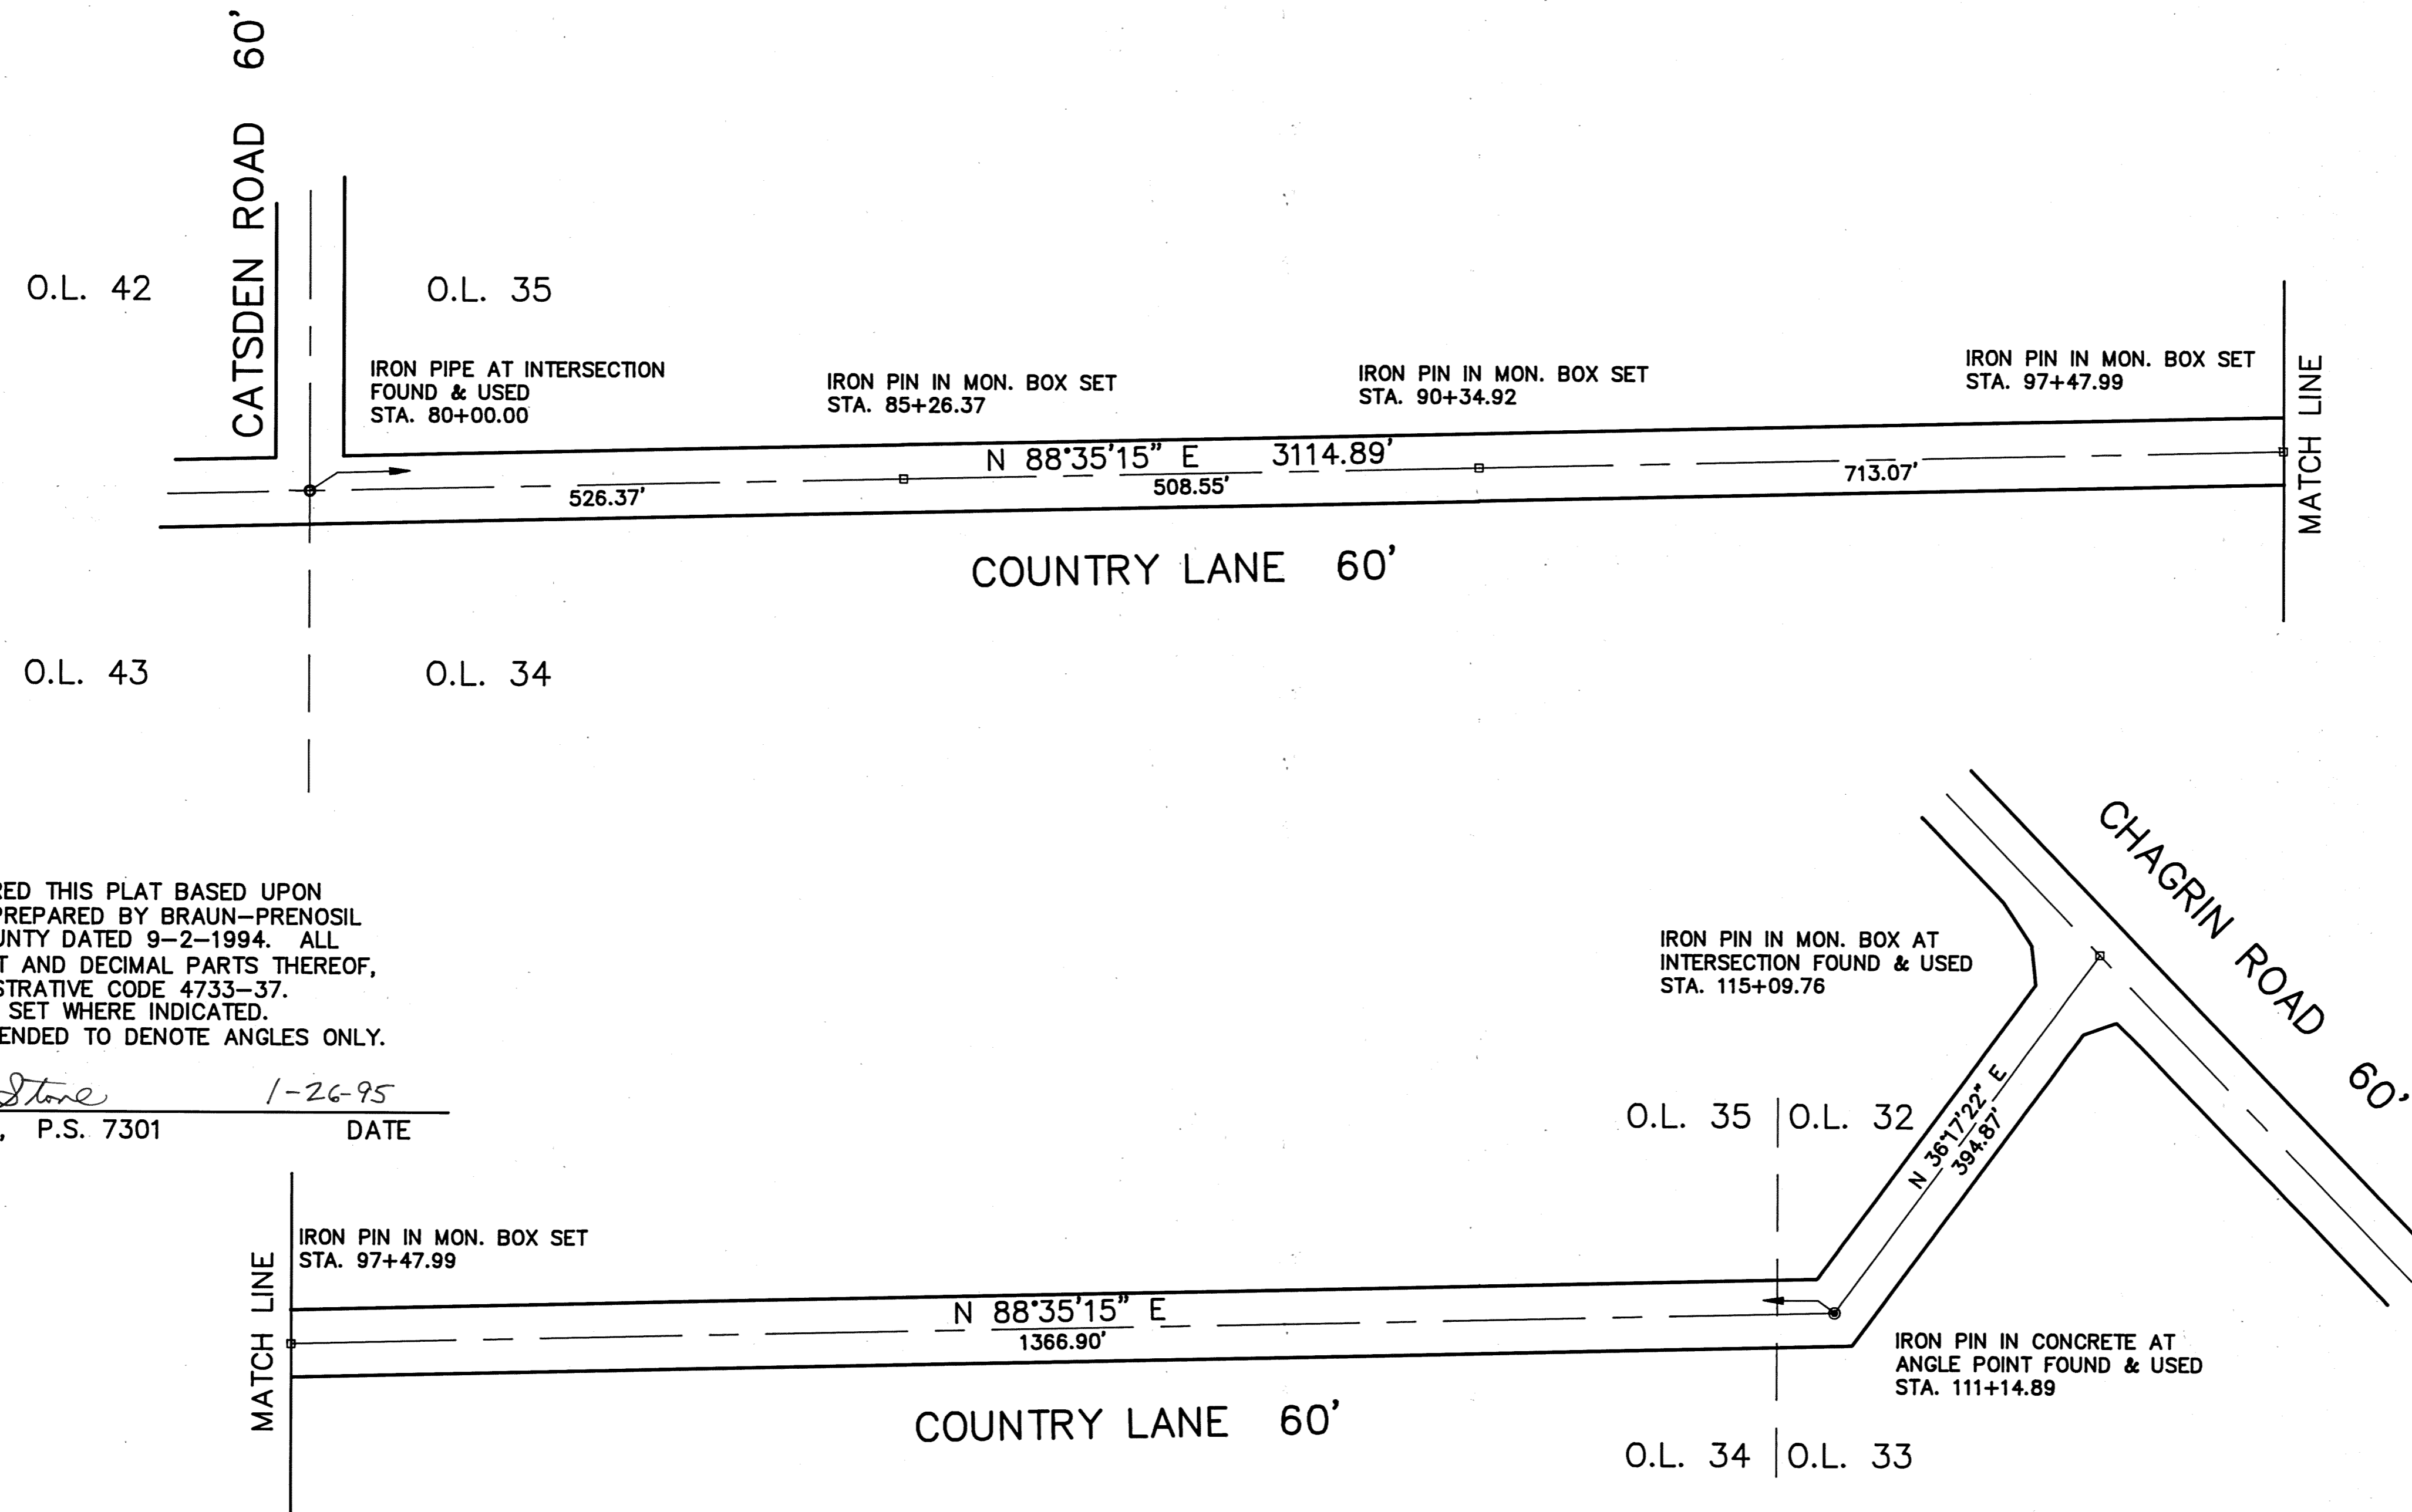 CATSDEN ROAD 60'
O.L. 42
O.L. 35
IRON PIPE AT INTERSECTION
FOUND & USED
STA. 80+00.00
IRON PIN IN MON. BOX SET
STA. 85+26.37
IRON PIN IN MON. BOX SET
STA. 90+34.92
IRON PIN IN MON. BOX SET
STA. 97+47.99
MATCH LINE
N 88°35'15" E 3114.89'
526.37'
508.55'
713.07'
COUNTRY LANE 60'
O.L. 43
O.L. 34
CHAGRIN ROAD 60'
RED THIS PLAT BASED UPON
PREPARED BY BRAUN-PRENOSIL
UNTY DATED 9-2-1994. ALL
T AND DECIMAL PARTS THEREOF,
STRATIVE CODE 4733-37.
SET WHERE INDICATED.
ENDED TO DENOTE ANGLES ONLY.
Stone 1-26-95
, P.S. 7301 DATE
IRON PIN IN MON. BOX AT
INTERSECTION FOUND & USED
STA. 115+09.76
O.L. 35 O.L. 32
N 36°17'22" E
394.87'
MATCH LINE
IRON PIN IN MON. BOX SET
STA. 97+47.99
N 88°35'15" E
1366.90'
IRON PIN IN CONCRETE AT
ANGLE POINT FOUND & USED
STA. 111+14.89
COUNTRY LANE 60'
O.L. 34 O.L. 33